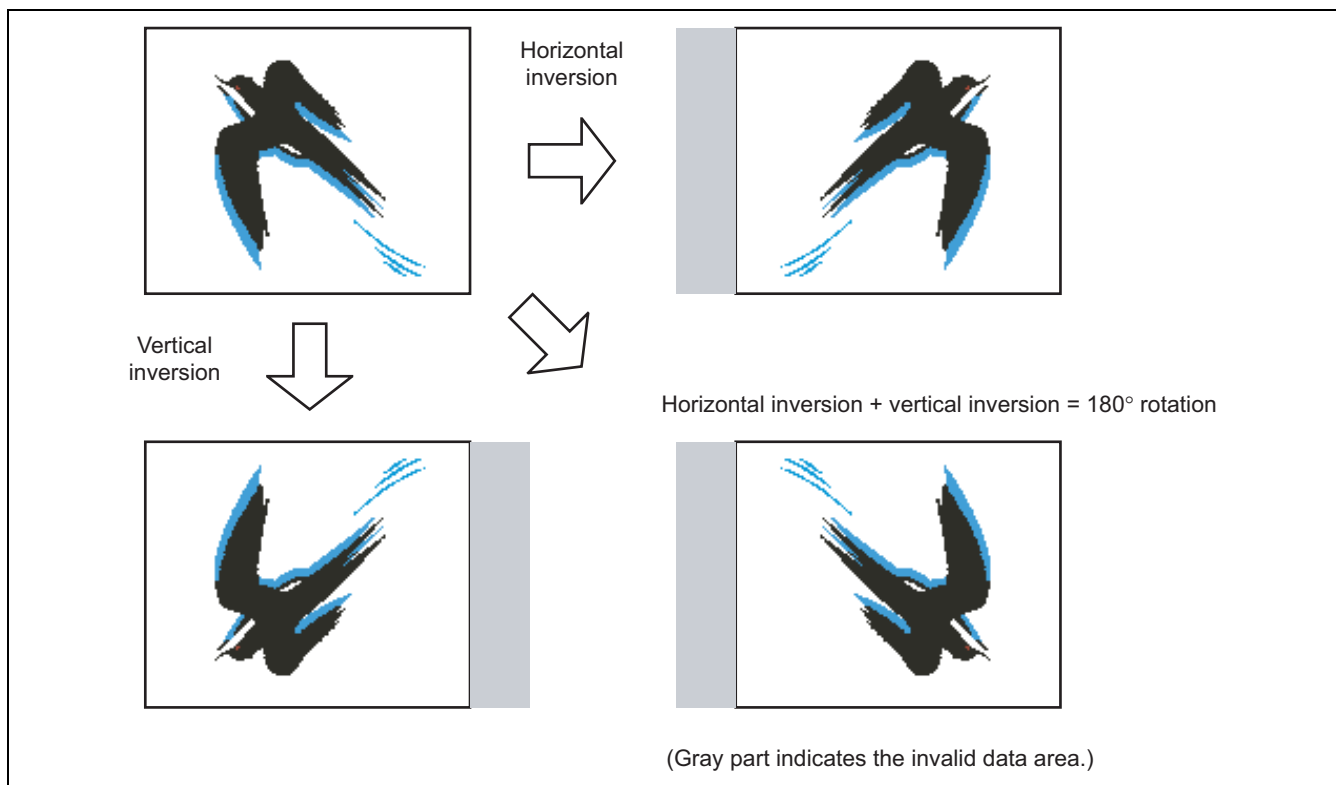 Horizontal
inversion
Vertical
inversion
Horizontal inversion + vertical inversion = 180° rotation
(Gray part indicates the invalid data area.)